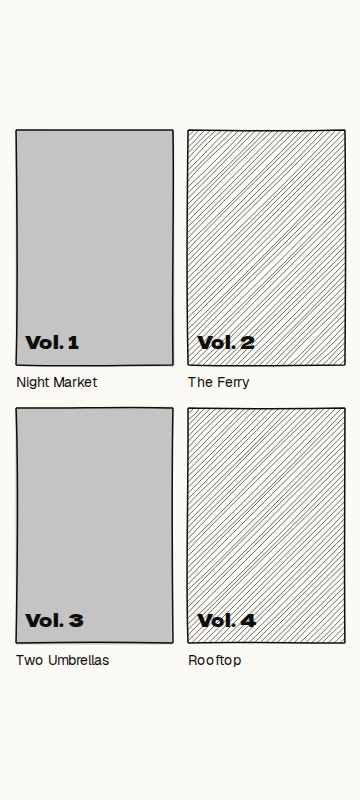 Vol. 1
Vol. 2
Night Market
The Ferry
Vol. 3
Vol. 4
Two Umbrellas
Rooftop